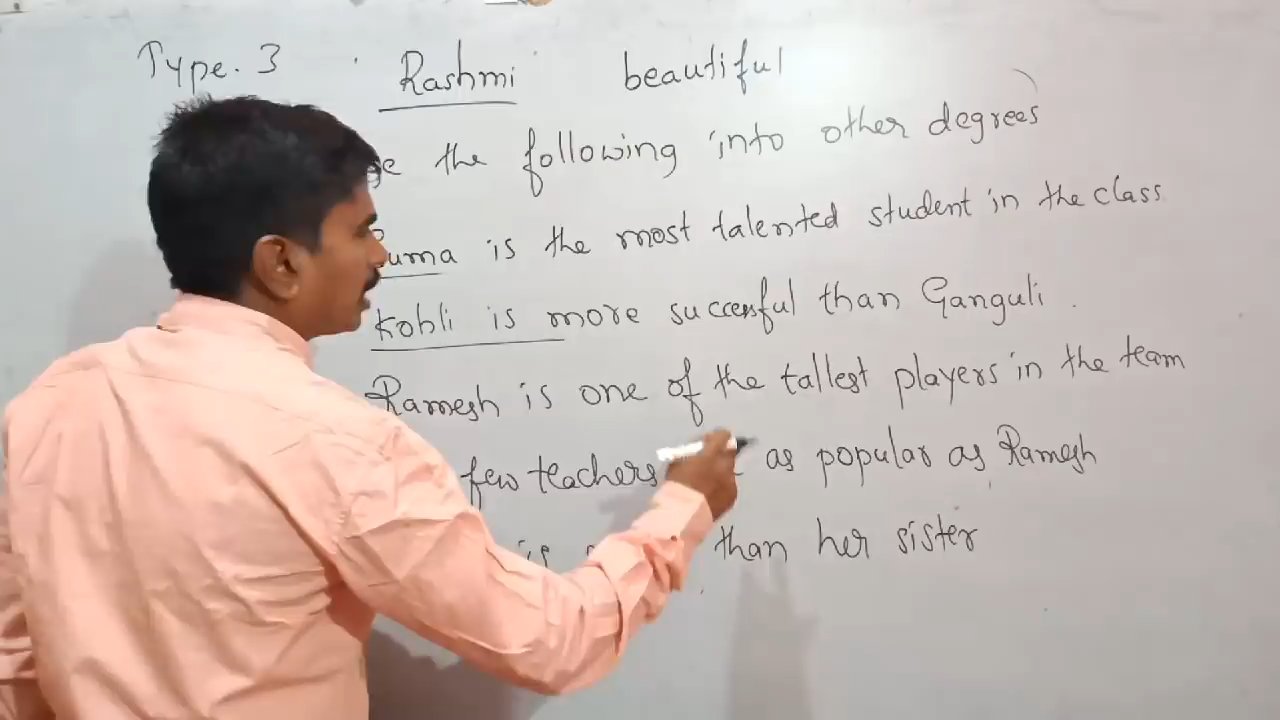 Type. 3 Rashmi beautiful
the following into other degrees
is the most talented student in the class
Kohli is more successful than Ganguli.
Ramesh is one of the tallest players in the team
few teachers as popular as Ramesh
is than her sister